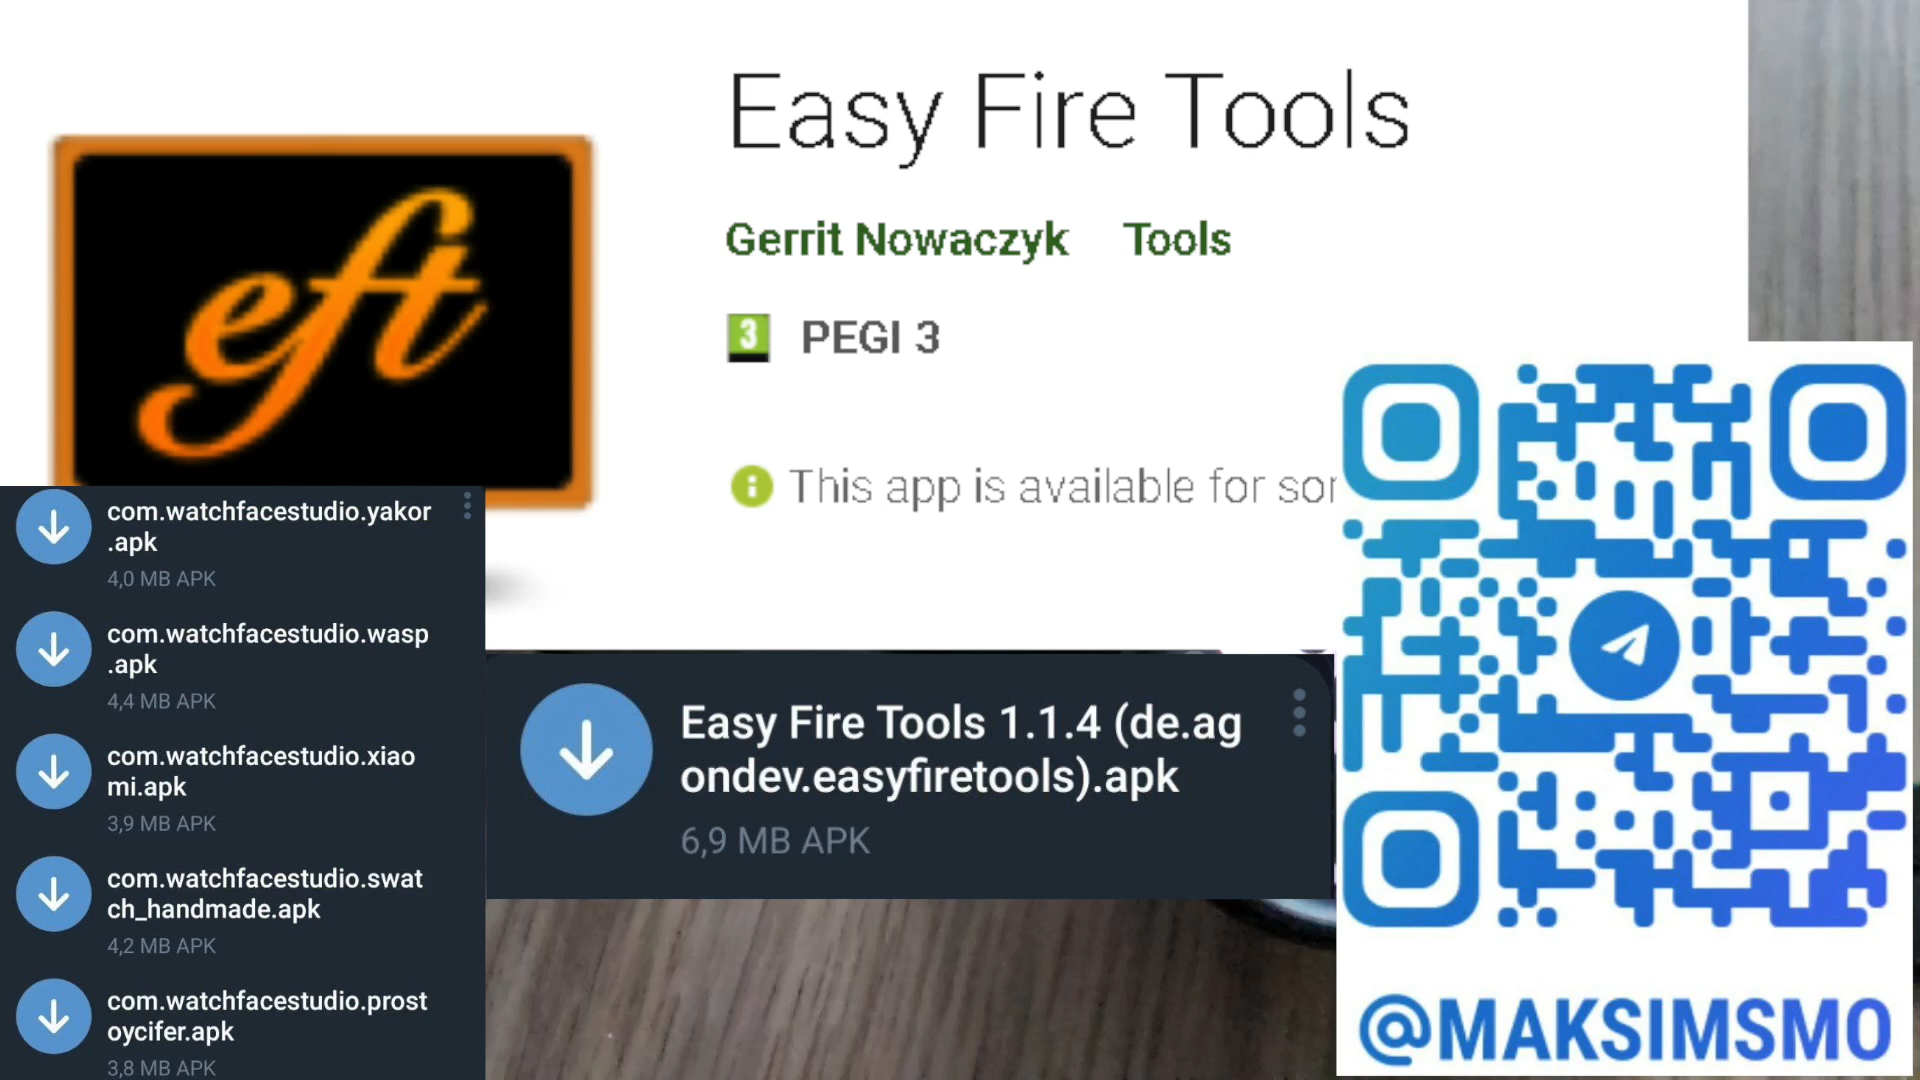 Easy Fire Tools
eft
Gerrit Nowaczyk Tools
3 PEGI 3
This app is available for sor
com.watchfacestudio.yakor
.apk
4,0 MB APK
com.watchfacestudio.wasp
.apk
4,4 MB APK
com.watchfacestudio.xiao
mi.apk
3,9 MB APK
com.watchfacestudio.swat
ch_handmade.apk
4,2 MB APK
com.watchfacestudio.prost
oycifer.apk
3,8 MB APK
Easy Fire Tools 1.1.4 (de.ag
ondev.easyfiretools).apk
6,9 MB APK
@MAKSIMSMO